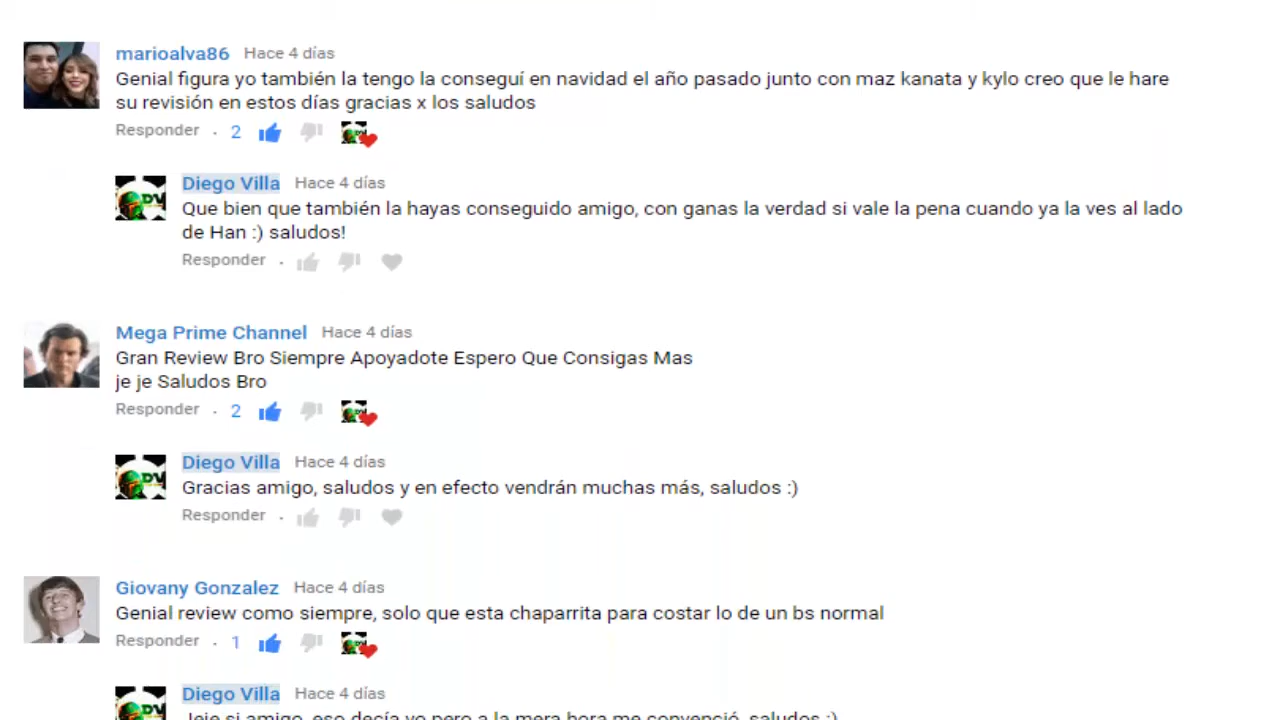 marioalva86 Hace 4 días
Genial figura yo también la tengo la conseguí en navidad el año pasado junto con maz kanata y kylo creo que le hare
su revisión en estos días gracias x los saludos
Responder · 2
Diego Villa Hace 4 días
Que bien que también la hayas conseguido amigo, con ganas la verdad si vale la pena cuando ya la ves al lado
de Han :) saludos!
Responder ·
Mega Prime Channel Hace 4 días
Gran Review Bro Siempre Apoyadote Espero Que Consigas Mas
je je Saludos Bro
Responder · 2
Diego Villa Hace 4 días
Gracias amigo, saludos y en efecto vendrán muchas más, saludos :)
Responder ·
Giovany Gonzalez Hace 4 días
Genial review como siempre, solo que esta chaparrita para costar lo de un bs normal
Responder · 1
Diego Villa Hace 4 días
Jeje si amigo, eso decía yo pero a la mera hora me convenció, saludos :)